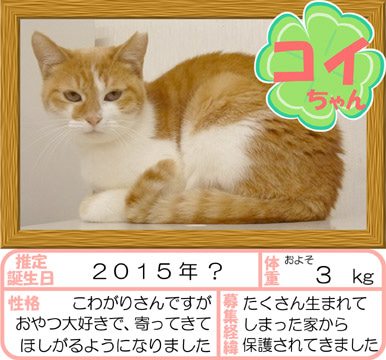 コイ
ちゃん
推定
誕生日
２０１５年？
体重
およそ
３ kg
性格
こわがりさんですが
おやつ大好きで、寄ってきて
ほしがるようになりました
募集経緯
たくさん生まれて
しまった家から
保護されてきました